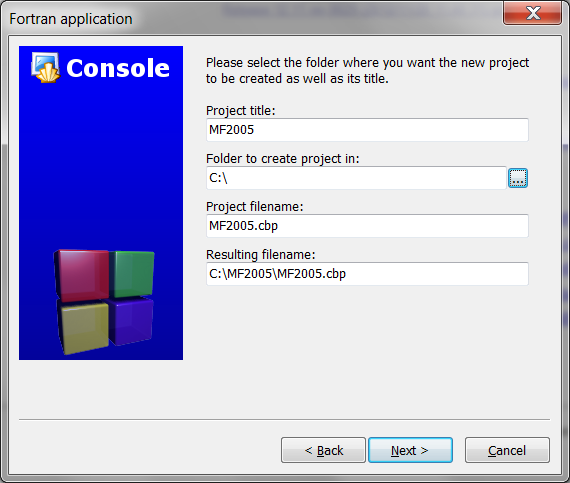 Fortran application
Console
Please select the folder where you want the new project
to be created as well as its title.
Project title:
MF2005
Folder to create project in:
C:\
...
Project filename:
MF2005.cbp
Resulting filename:
C:\MF2005\MF2005.cbp
< Back
Next >
Cancel